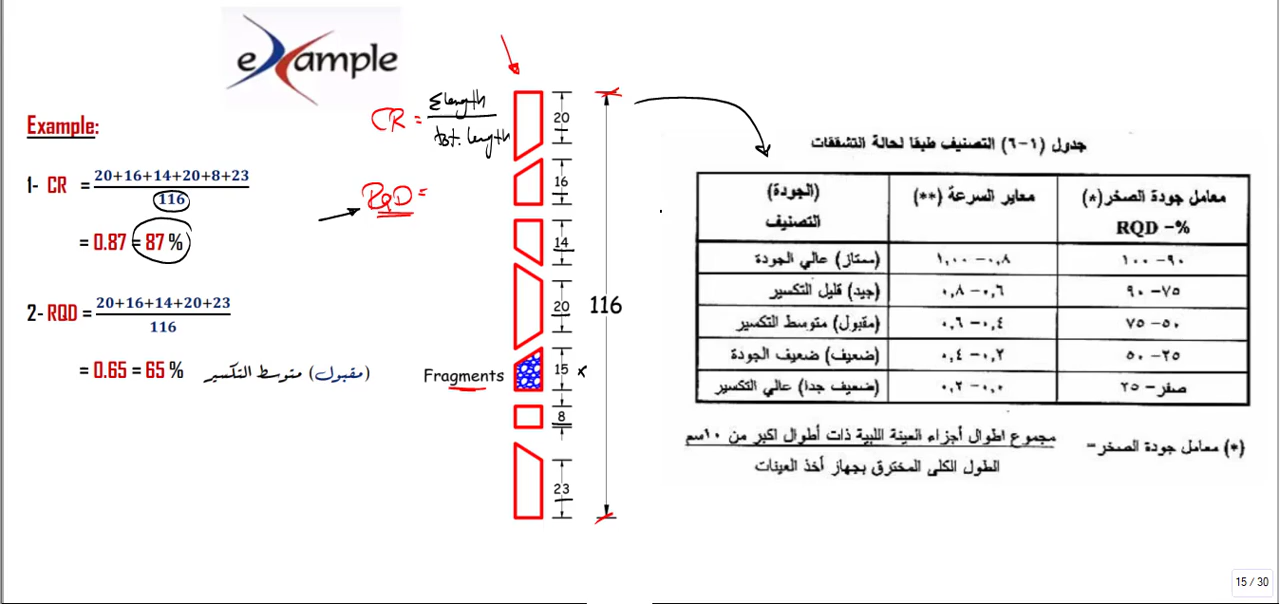 eXample
Example:
1- CR = 20+16+14+20+8+23
116
= 0.87 = 87 %
2- RQD = 20+16+14+20+23
116
= 0.65 = 65 % (مقبول) متوسط التكسير
CR = Σ length
tot. length
RQD =
20
16
14
20
Fragments 15 x
8
23
116
جدول (١-٦) التصنيف طبقا لحالة التشققات
معامل جودة الصخر(*) معاير السرعة (**) (الجودة)
RQD -% التصنيف
٩٠-١٠٠ ٠,٨-١,٠٠ (ممتاز) عالي الجودة
٧٥-٩٠ ٠,٦-٠,٨ (جيد) قليل التكسير
٥٠-٧٥ ٠,٤-٠,٦ (مقبول) متوسط التكسير
٢٥-٥٠ ٠,٢-٠,٤ (ضعيف) ضعيف الجودة
صفر-٢٥ ٠,٠-٠,٢ (ضعيف جدا) عالي التكسير
(*) معامل جودة الصخر= مجموع اطوال أجزاء العينة اللبية ذات أطوال اكبر من ١٠سم
الطول الكلى المخترق بجهاز أخذ العينات
15 / 30